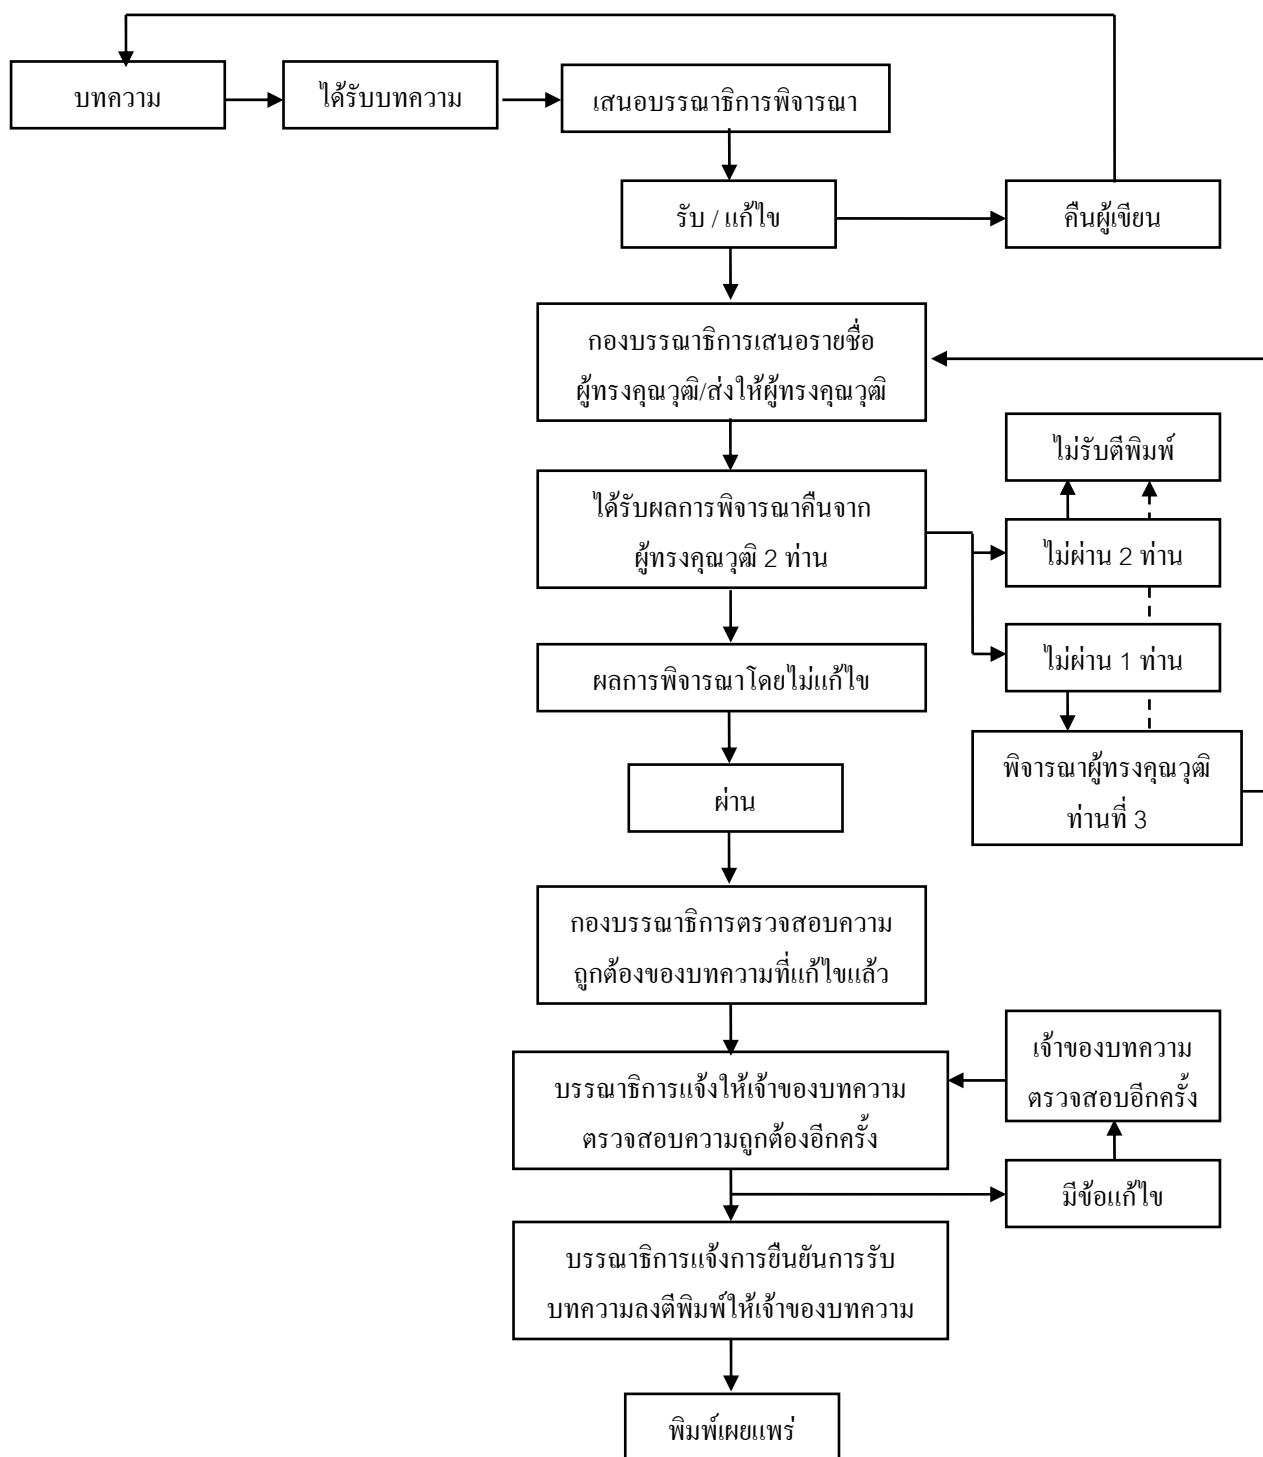 บทความ
ได้รับบทความ
เสนอบรรณาธิการพิจารณา
รับ / แก้ไข
คืนผู้เขียน
กองบรรณาธิการเสนอรายชื่อ
ผู้ทรงคุณวุฒิ/ส่งให้ผู้ทรงคุณวุฒิ
ไม่รับตีพิมพ์
ได้รับผลการพิจารณาคืนจาก
ผู้ทรงคุณวุฒิ 2 ท่าน
ไม่ผ่าน 2 ท่าน
ไม่ผ่าน 1 ท่าน
ผลการพิจารณาโดยไม่แก้ไข
พิจารณาผู้ทรงคุณวุฒิ
ท่านที่ 3
ผ่าน
กองบรรณาธิการตรวจสอบความ
ถูกต้องของบทความที่แก้ไขแล้ว
เจ้าของบทความ
ตรวจสอบอีกครั้ง
บรรณาธิการแจ้งให้เจ้าของบทความ
ตรวจสอบความถูกต้องอีกครั้ง
มีข้อแก้ไข
บรรณาธิการแจ้งการยืนยันการรับ
บทความลงตีพิมพ์ให้เจ้าของบทความ
พิมพ์เผยแพร่